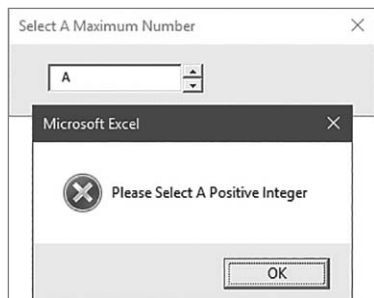 Select A Maximum Number
A
Microsoft Excel
Please Select A Positive Integer
OK